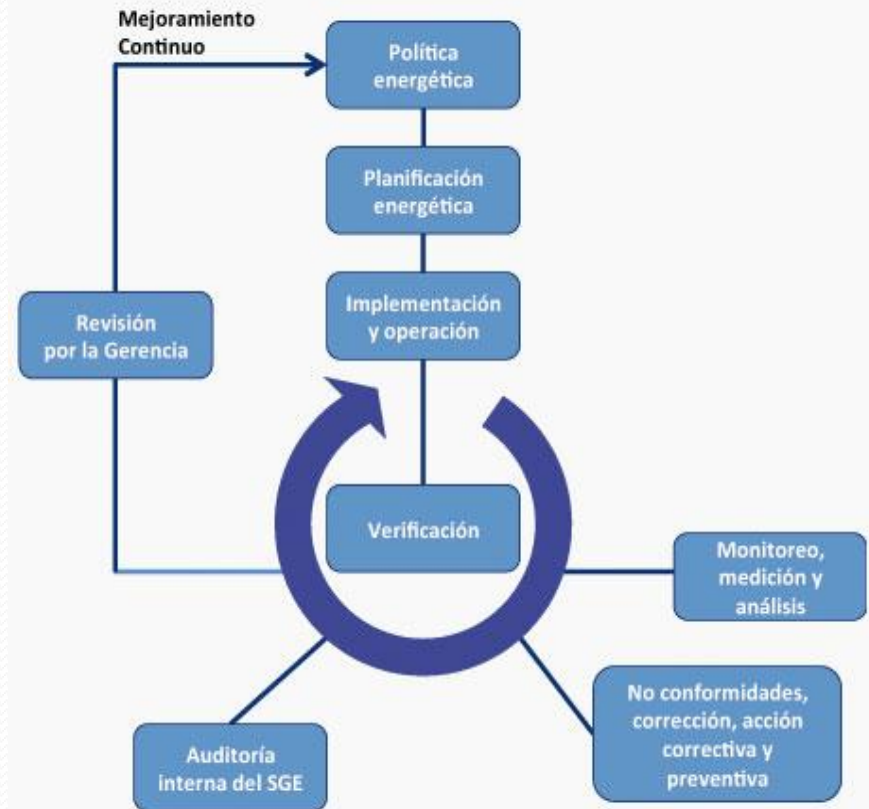 Mejoramiento
Continuo
Política
energética
Planificación
energética
Implementación
y operación
Revisión
por la Gerencia
Verificación
Monitoreo,
medición y
análisis
No conformidades,
corrección, acción
correctiva y
preventiva
Auditoría
interna del SGE